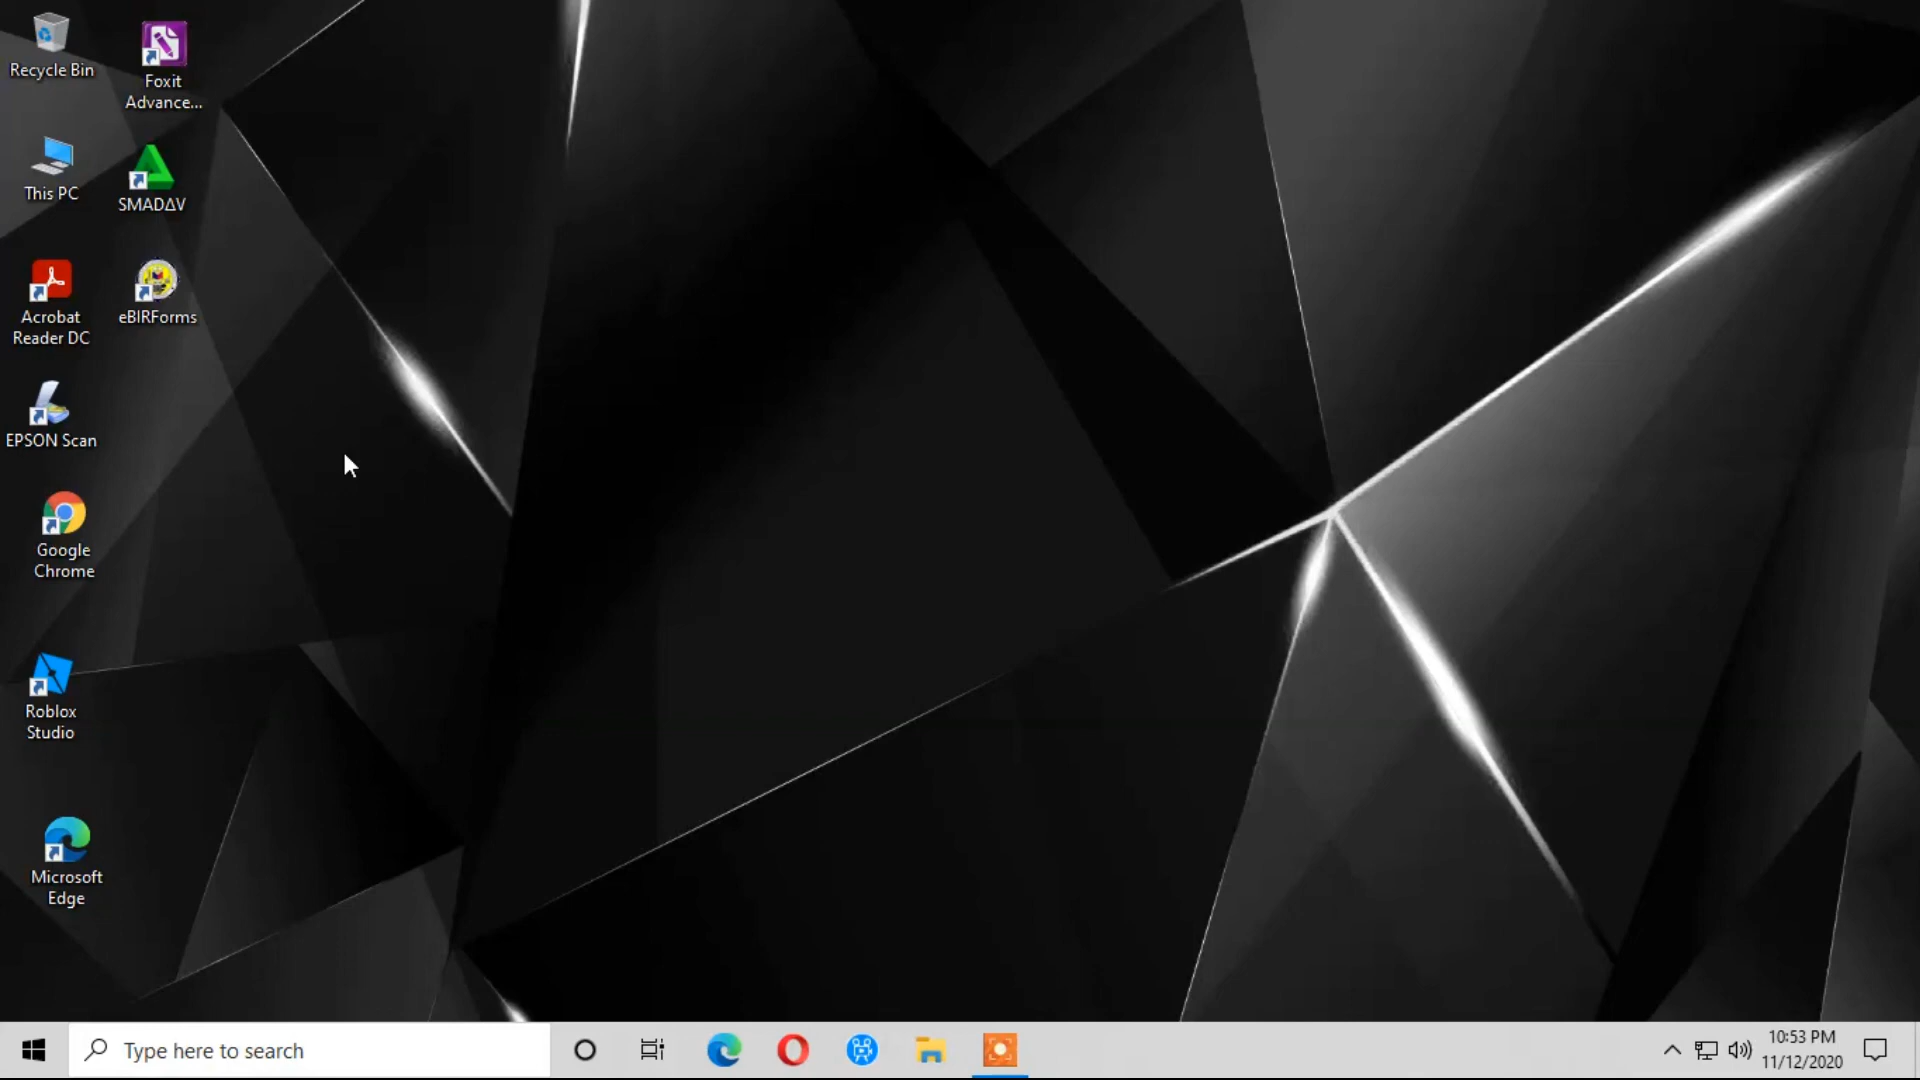 Recycle Bin
Foxit
Advance...
This PC
SMADΔV
Acrobat
Reader DC
eBIRForms
EPSON Scan
Google
Chrome
Roblox
Studio
Microsoft
Edge
Type here to search
10:53 PM
11/12/2020